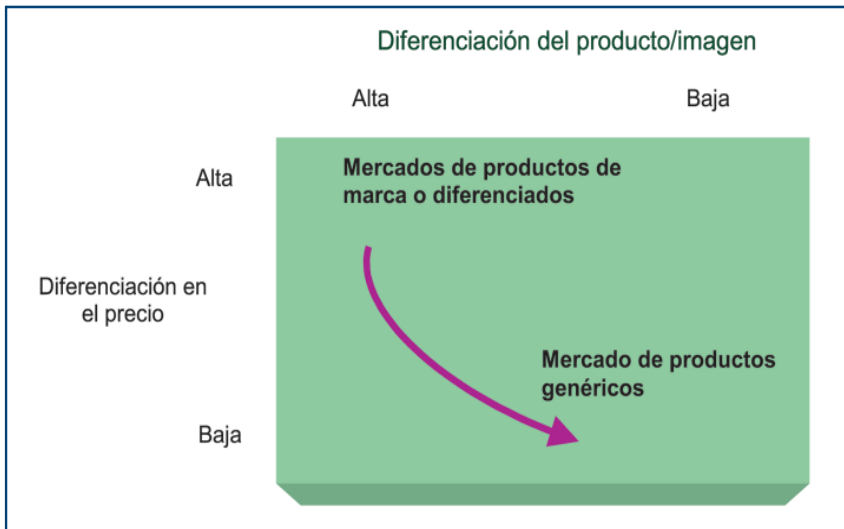 Diferenciación del producto/imagen
Alta
Baja
Alta
Mercados de productos de
marca o diferenciados
Diferenciación en
el precio
Mercado de productos
genéricos
Baja